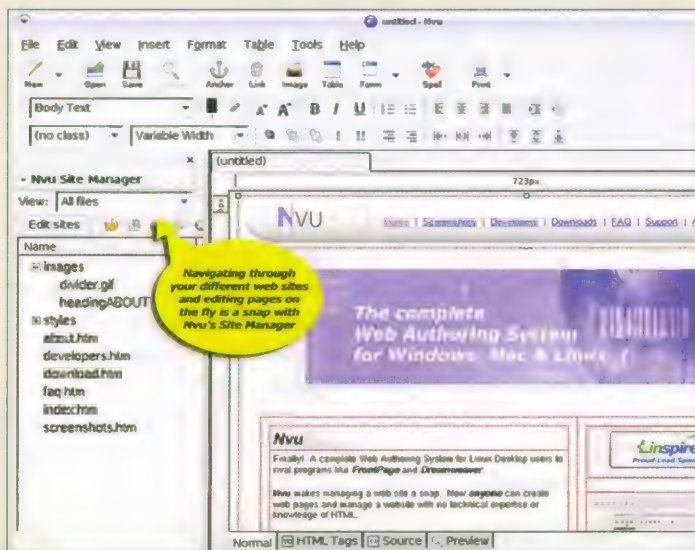 untitled - Nvu
File Edit View Insert Format Table Tools Help
New Open Save Anchor Link Image Table Form Spell Print
Body Text
(no class) Variable Width
Nvu Site Manager
View: All files
Edit sites
Name
images
divider.gif
headingABOUT
styles
about.htm
developers.htm
download.htm
faq.htm
index.htm
screenshots.htm
Navigating through
your different web sites
and editing pages on
the fly is a snap with
Nvu's Site Manager
(untitled)
723px
NVU
Home | Screenshots | Developers | Downloads | FAQ | Support |
The complete
Web Authoring System
for Windows, Mac & Linux
Nvu
Finally! A complete Web Authoring System for Linux Desktop users to
rival programs like FrontPage and Dreamweaver.
Nvu makes managing a web site a snap. Now anyone can create
web pages and manage a website with no technical expertise or
knowledge of HTML.
Linspire
Proud Lead
Normal HTML Tags Source Preview